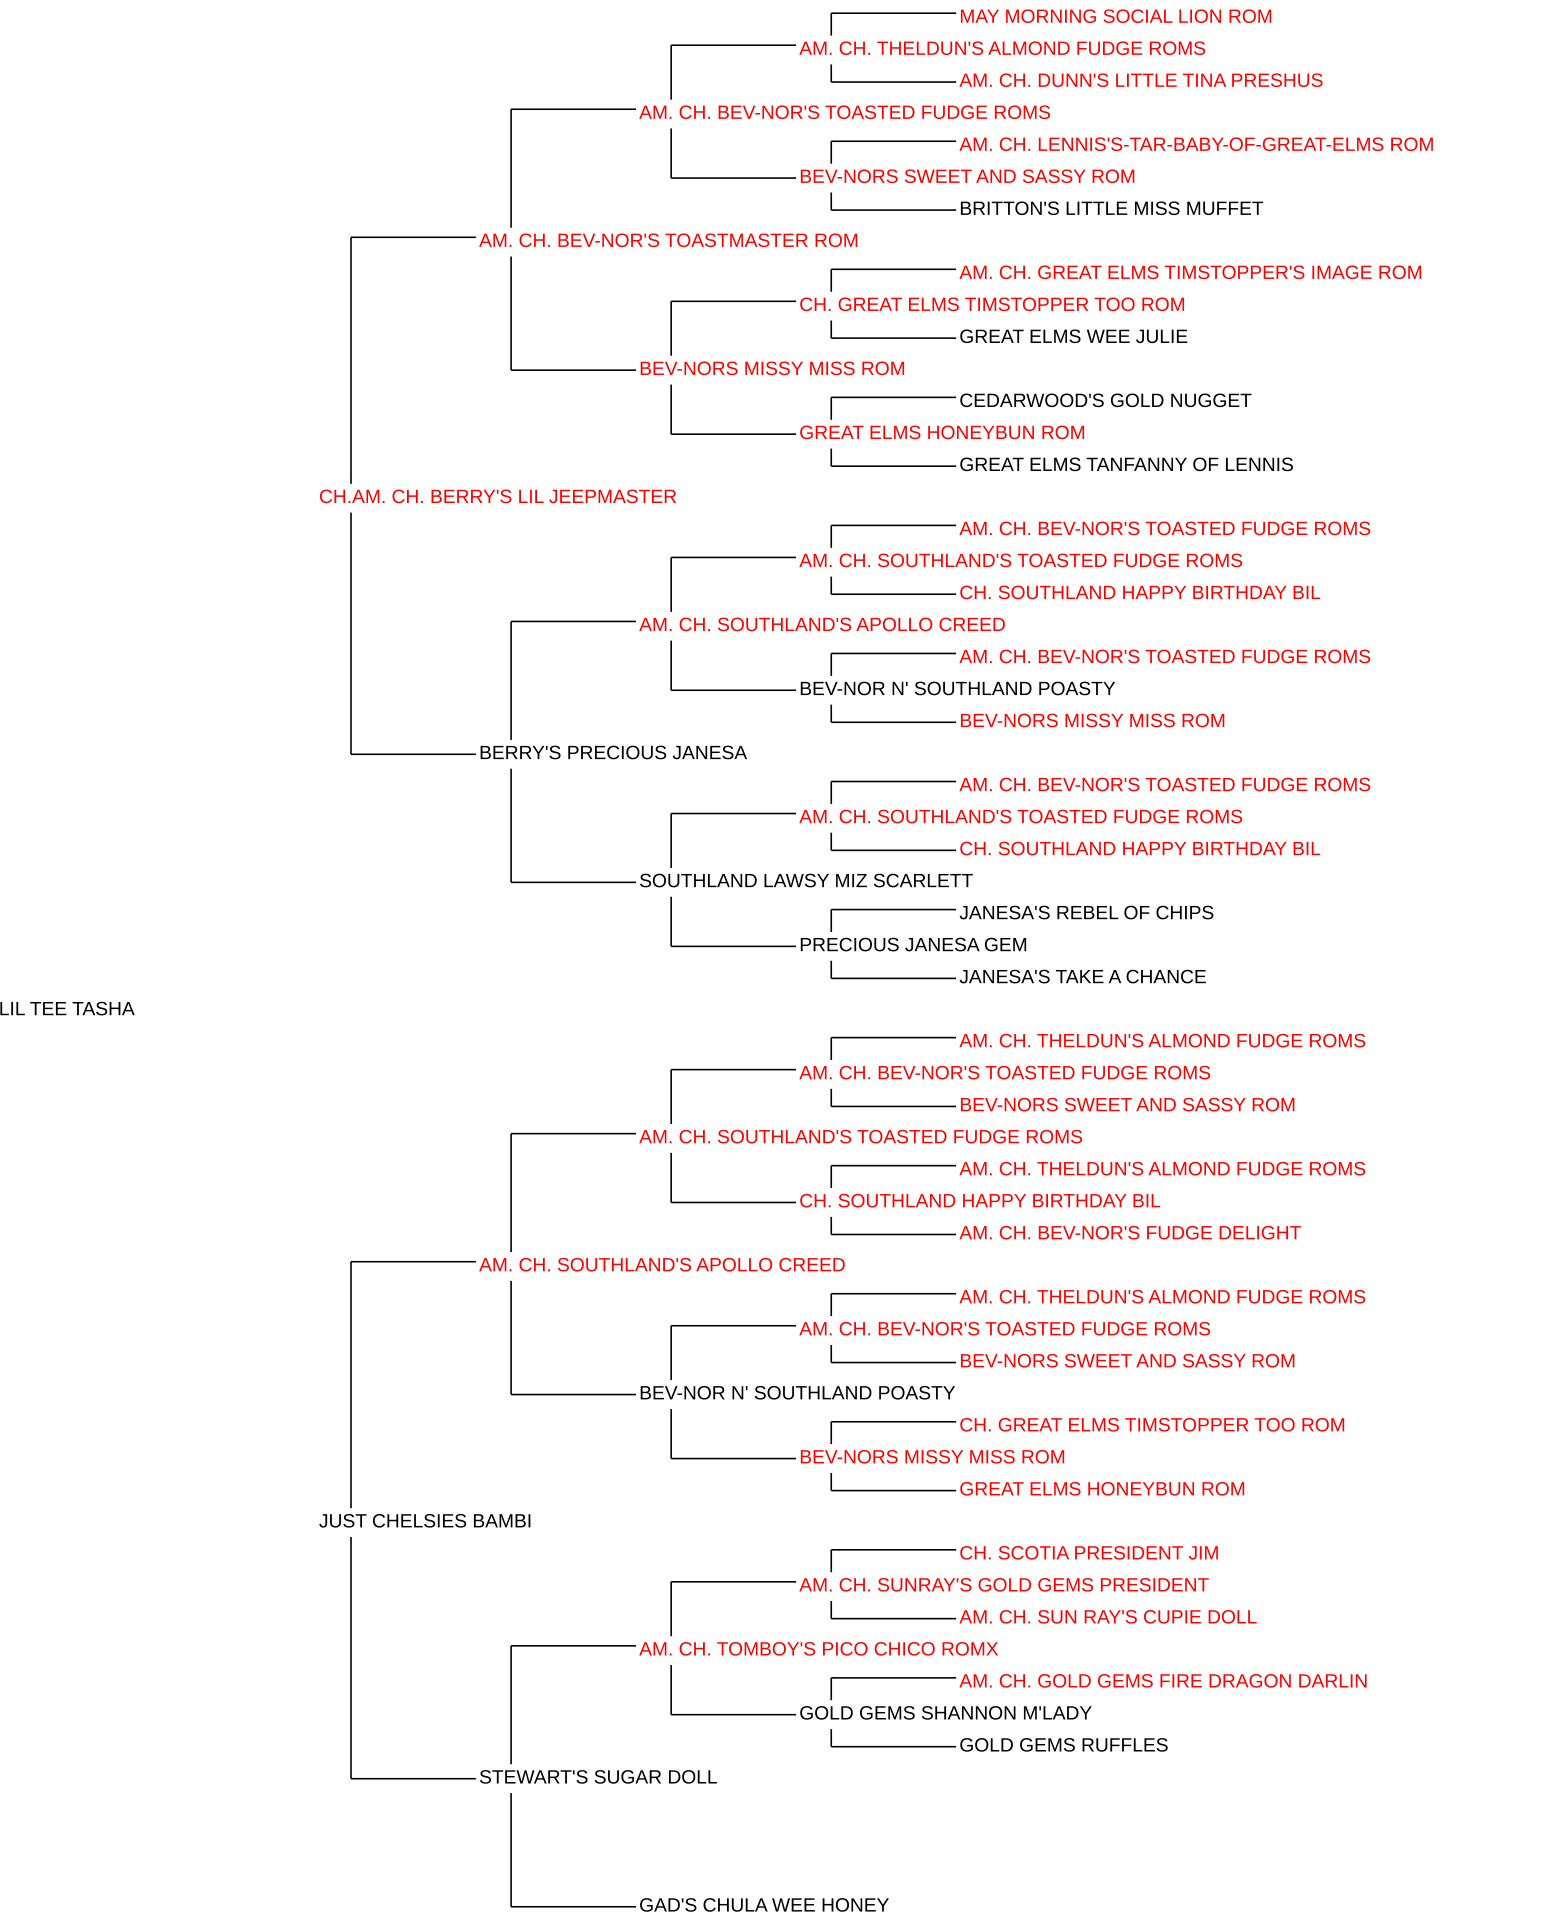 MAY MORNING SOCIAL LION ROM
AM. CH. THELDUN'S ALMOND FUDGE ROMS
AM. CH. DUNN'S LITTLE TINA PRESHUS
AM. CH. BEV-NOR'S TOASTED FUDGE ROMS
AM. CH. LENNIS'S-TAR-BABY-OF-GREAT-ELMS ROM
BEV-NORS SWEET AND SASSY ROM
BRITTON'S LITTLE MISS MUFFET
AM. CH. BEV-NOR'S TOASTMASTER ROM
AM. CH. GREAT ELMS TIMSTOPPER'S IMAGE ROM
CH. GREAT ELMS TIMSTOPPER TOO ROM
GREAT ELMS WEE JULIE
BEV-NORS MISSY MISS ROM
CEDARWOOD'S GOLD NUGGET
GREAT ELMS HONEYBUN ROM
GREAT ELMS TANFANNY OF LENNIS
CH.AM. CH. BERRY'S LIL JEEPMASTER
AM. CH. BEV-NOR'S TOASTED FUDGE ROMS
AM. CH. SOUTHLAND'S TOASTED FUDGE ROMS
CH. SOUTHLAND HAPPY BIRTHDAY BIL
AM. CH. SOUTHLAND'S APOLLO CREED
AM. CH. BEV-NOR'S TOASTED FUDGE ROMS
BEV-NOR N' SOUTHLAND POASTY
BEV-NORS MISSY MISS ROM
BERRY'S PRECIOUS JANESA
AM. CH. BEV-NOR'S TOASTED FUDGE ROMS
AM. CH. SOUTHLAND'S TOASTED FUDGE ROMS
CH. SOUTHLAND HAPPY BIRTHDAY BIL
SOUTHLAND LAWSY MIZ SCARLETT
JANESA'S REBEL OF CHIPS
PRECIOUS JANESA GEM
JANESA'S TAKE A CHANCE
LIL TEE TASHA
AM. CH. THELDUN'S ALMOND FUDGE ROMS
AM. CH. BEV-NOR'S TOASTED FUDGE ROMS
BEV-NORS SWEET AND SASSY ROM
AM. CH. SOUTHLAND'S TOASTED FUDGE ROMS
AM. CH. THELDUN'S ALMOND FUDGE ROMS
CH. SOUTHLAND HAPPY BIRTHDAY BIL
AM. CH. BEV-NOR'S FUDGE DELIGHT
AM. CH. SOUTHLAND'S APOLLO CREED
AM. CH. THELDUN'S ALMOND FUDGE ROMS
AM. CH. BEV-NOR'S TOASTED FUDGE ROMS
BEV-NORS SWEET AND SASSY ROM
BEV-NOR N' SOUTHLAND POASTY
CH. GREAT ELMS TIMSTOPPER TOO ROM
BEV-NORS MISSY MISS ROM
GREAT ELMS HONEYBUN ROM
JUST CHELSIES BAMBI
CH. SCOTIA PRESIDENT JIM
AM. CH. SUNRAY'S GOLD GEMS PRESIDENT
AM. CH. SUN RAY'S CUPIE DOLL
AM. CH. TOMBOY'S PICO CHICO ROMX
AM. CH. GOLD GEMS FIRE DRAGON DARLIN
GOLD GEMS SHANNON M'LADY
GOLD GEMS RUFFLES
STEWART'S SUGAR DOLL
GAD'S CHULA WEE HONEY